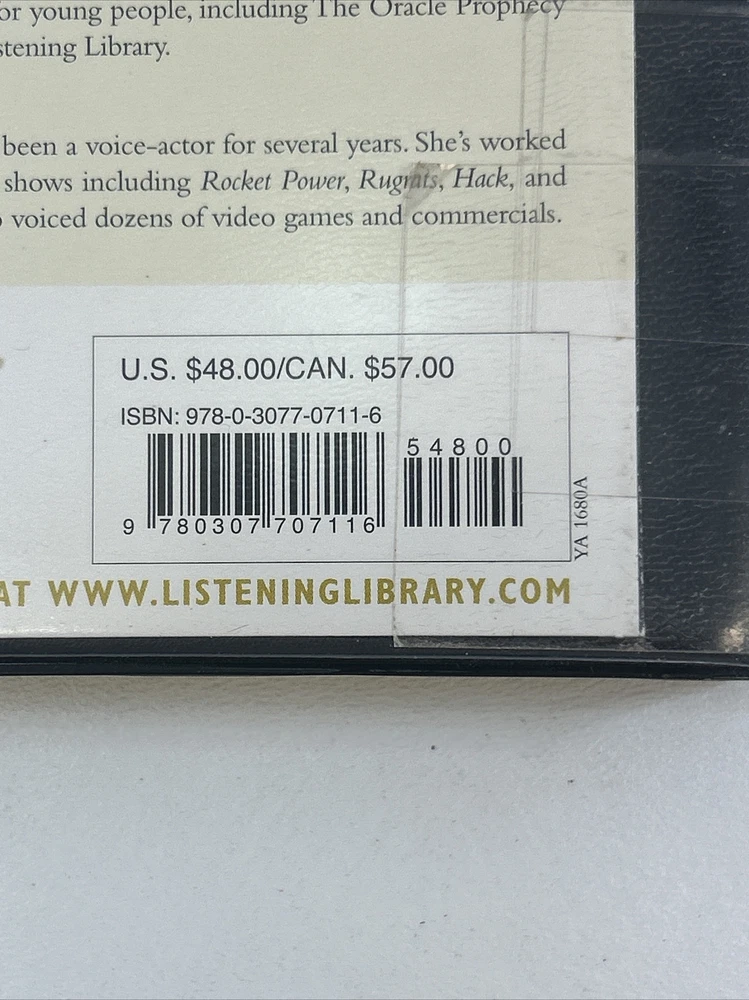 or young people, including The Oracle Prophecy
stening Library.
been a voice-actor for several years. She's worked
shows including Rocket Power, Rugrats, Hack, and
voiced dozens of video games and commercials.
U.S. $48.00/CAN. $57.00
ISBN: 978-0-3077-0711-6
54800
9 780307 707116
YA 1680A
AT WWW.LISTENINGLIBRARY.COM